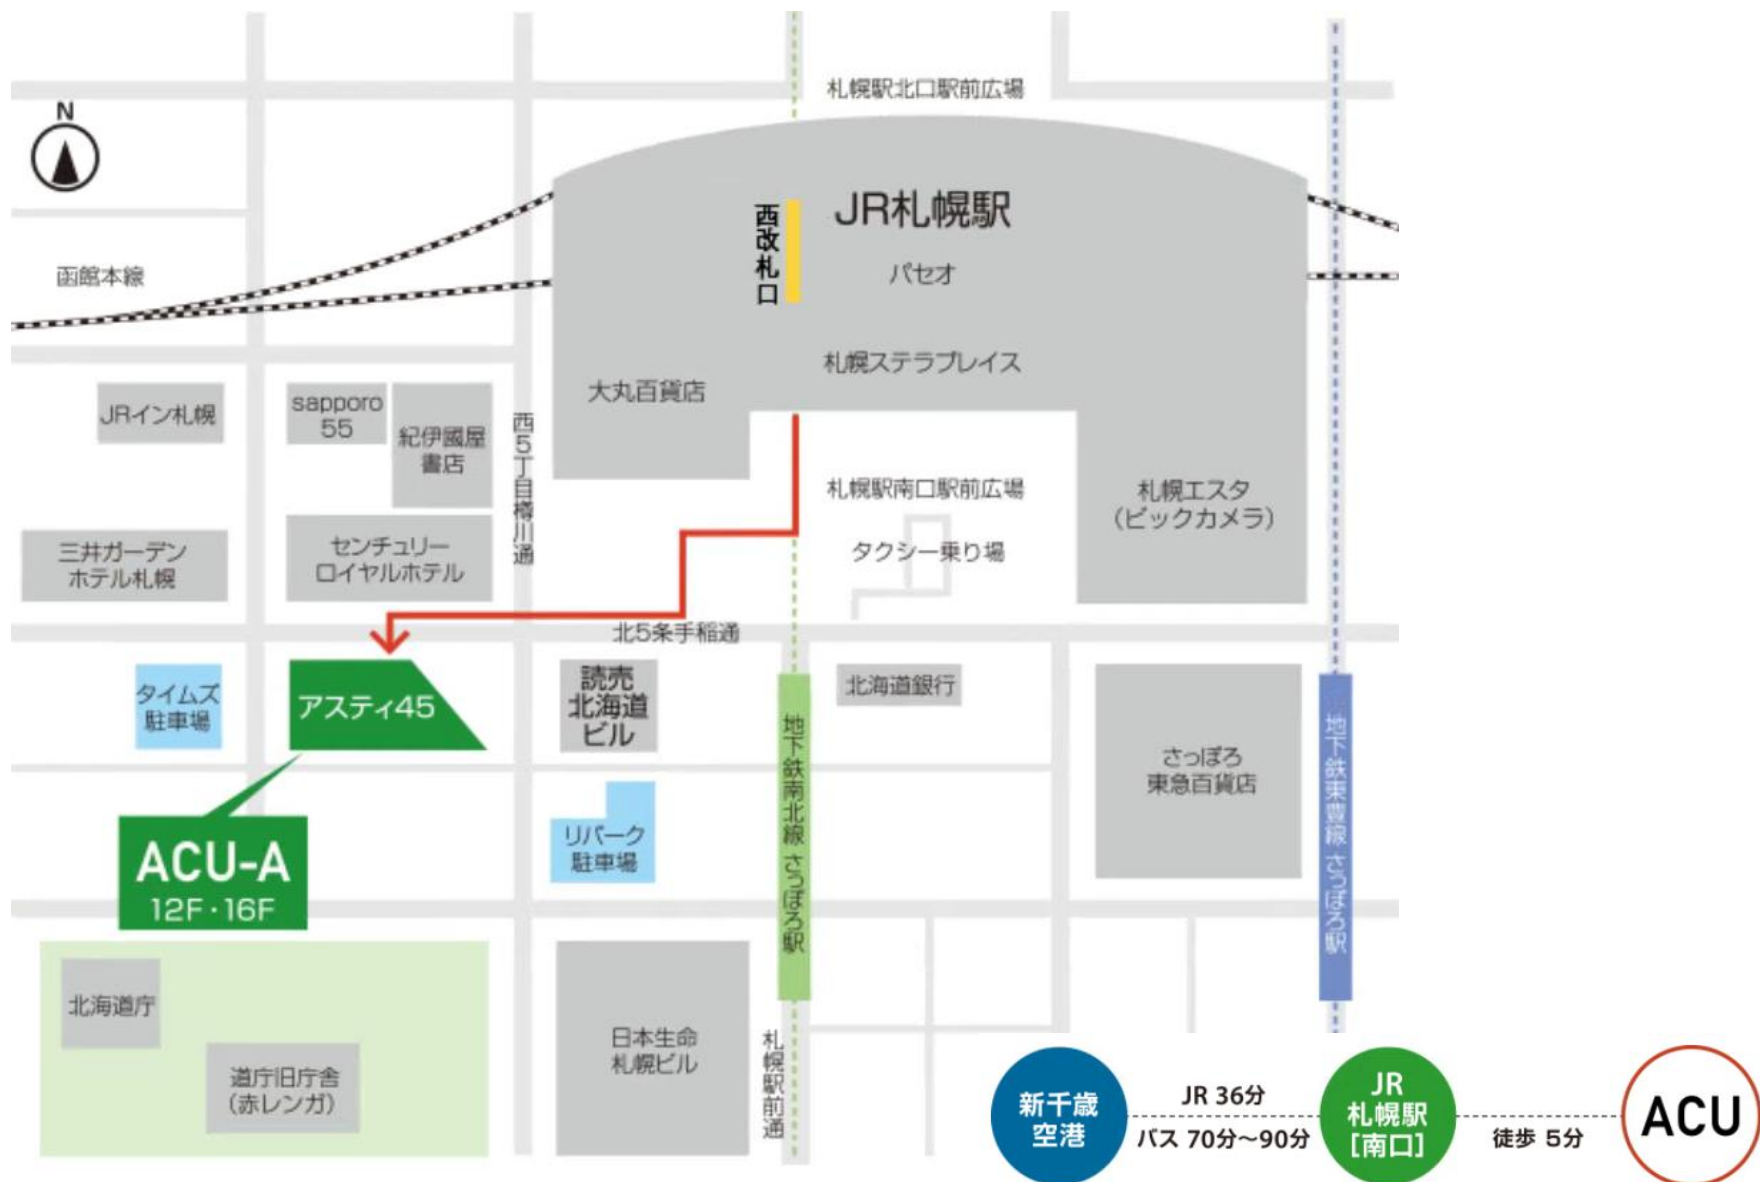 札幌駅北口駅前広場
N
JR札幌駅
西改札口
パセオ
函館本線
札幌ステラプレイス
大丸百貨店
JRイン札幌
sapporo
55
紀伊國屋
書店
西5丁目樽川通
札幌駅南口駅前広場
札幌エスタ
（ビックカメラ）
三井ガーデン
ホテル札幌
センチュリー
ロイヤルホテル
タクシー乗り場
北5条手稲通
タイムズ
駐車場
アスティ45
読売
北海道
ビル
北海道銀行
地下鉄南北線 さっぽろ駅
地下鉄東豊線 さっぽろ駅
さっぽろ
東急百貨店
ACU-A
12F・16F
リパーク
駐車場
北海道庁
道庁旧庁舎
（赤レンガ）
日本生命
札幌ビル
札幌駅前通
新千歳
空港
JR 36分
バス 70分～90分
JR
札幌駅
[南口]
徒歩 5分
ACU